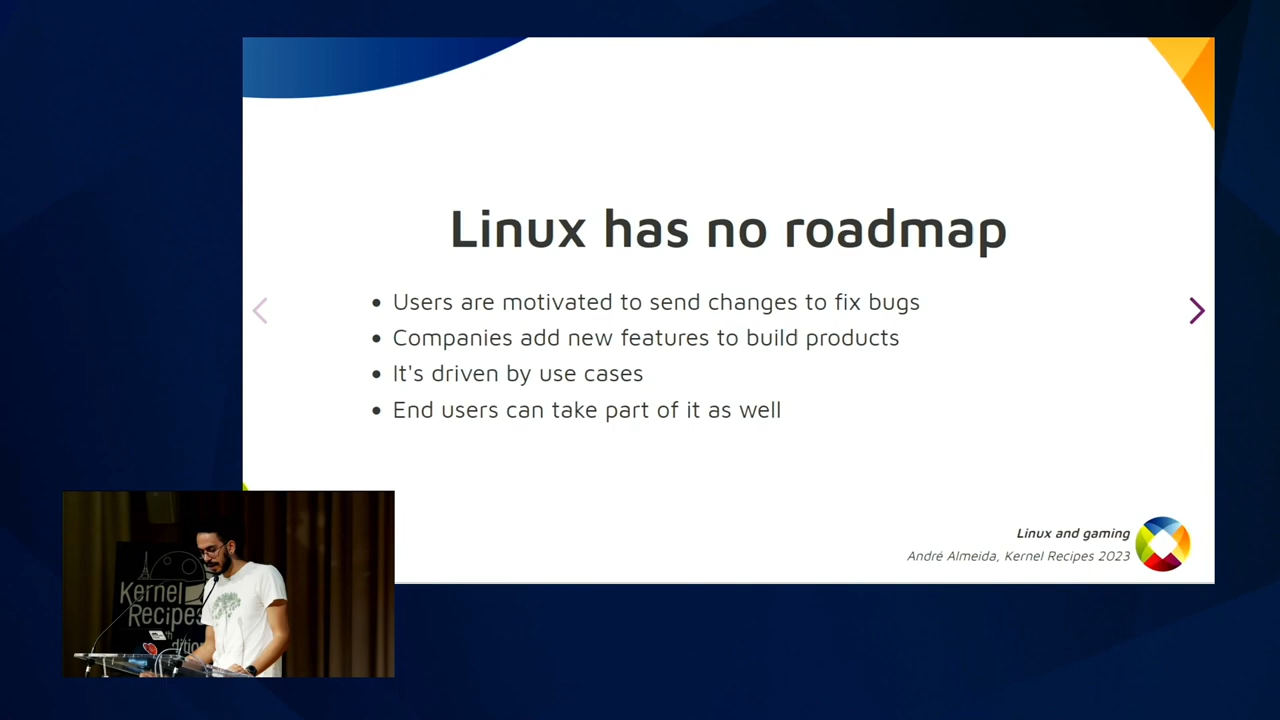 Linux has no roadmap
Users are motivated to send changes to fix bugs
Companies add new features to build products
It's driven by use cases
End users can take part of it as well
Linux and gaming
André Almeida, Kernel Recipes 2023
Kernel
Recipes